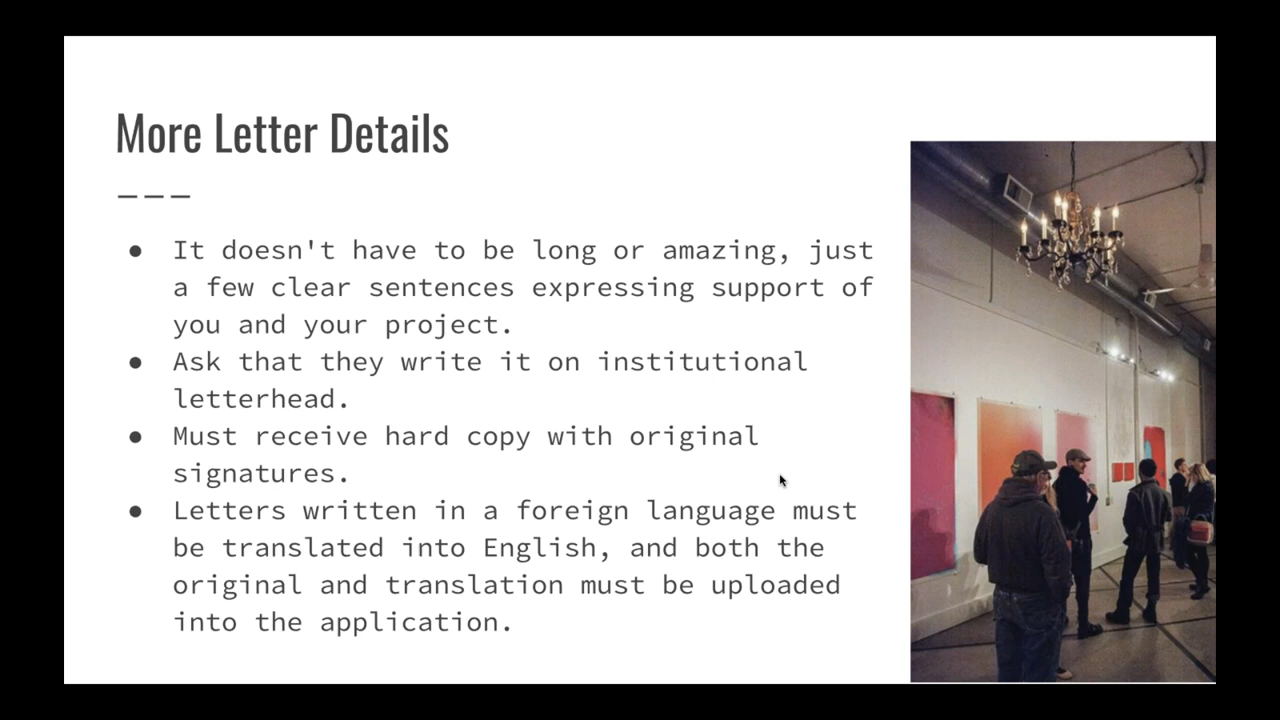 More Letter Details
———
● It doesn't have to be long or amazing, just
a few clear sentences expressing support of
you and your project.
● Ask that they write it on institutional
letterhead.
● Must receive hard copy with original
signatures.
● Letters written in a foreign language must
be translated into English, and both the
original and translation must be uploaded
into the application.